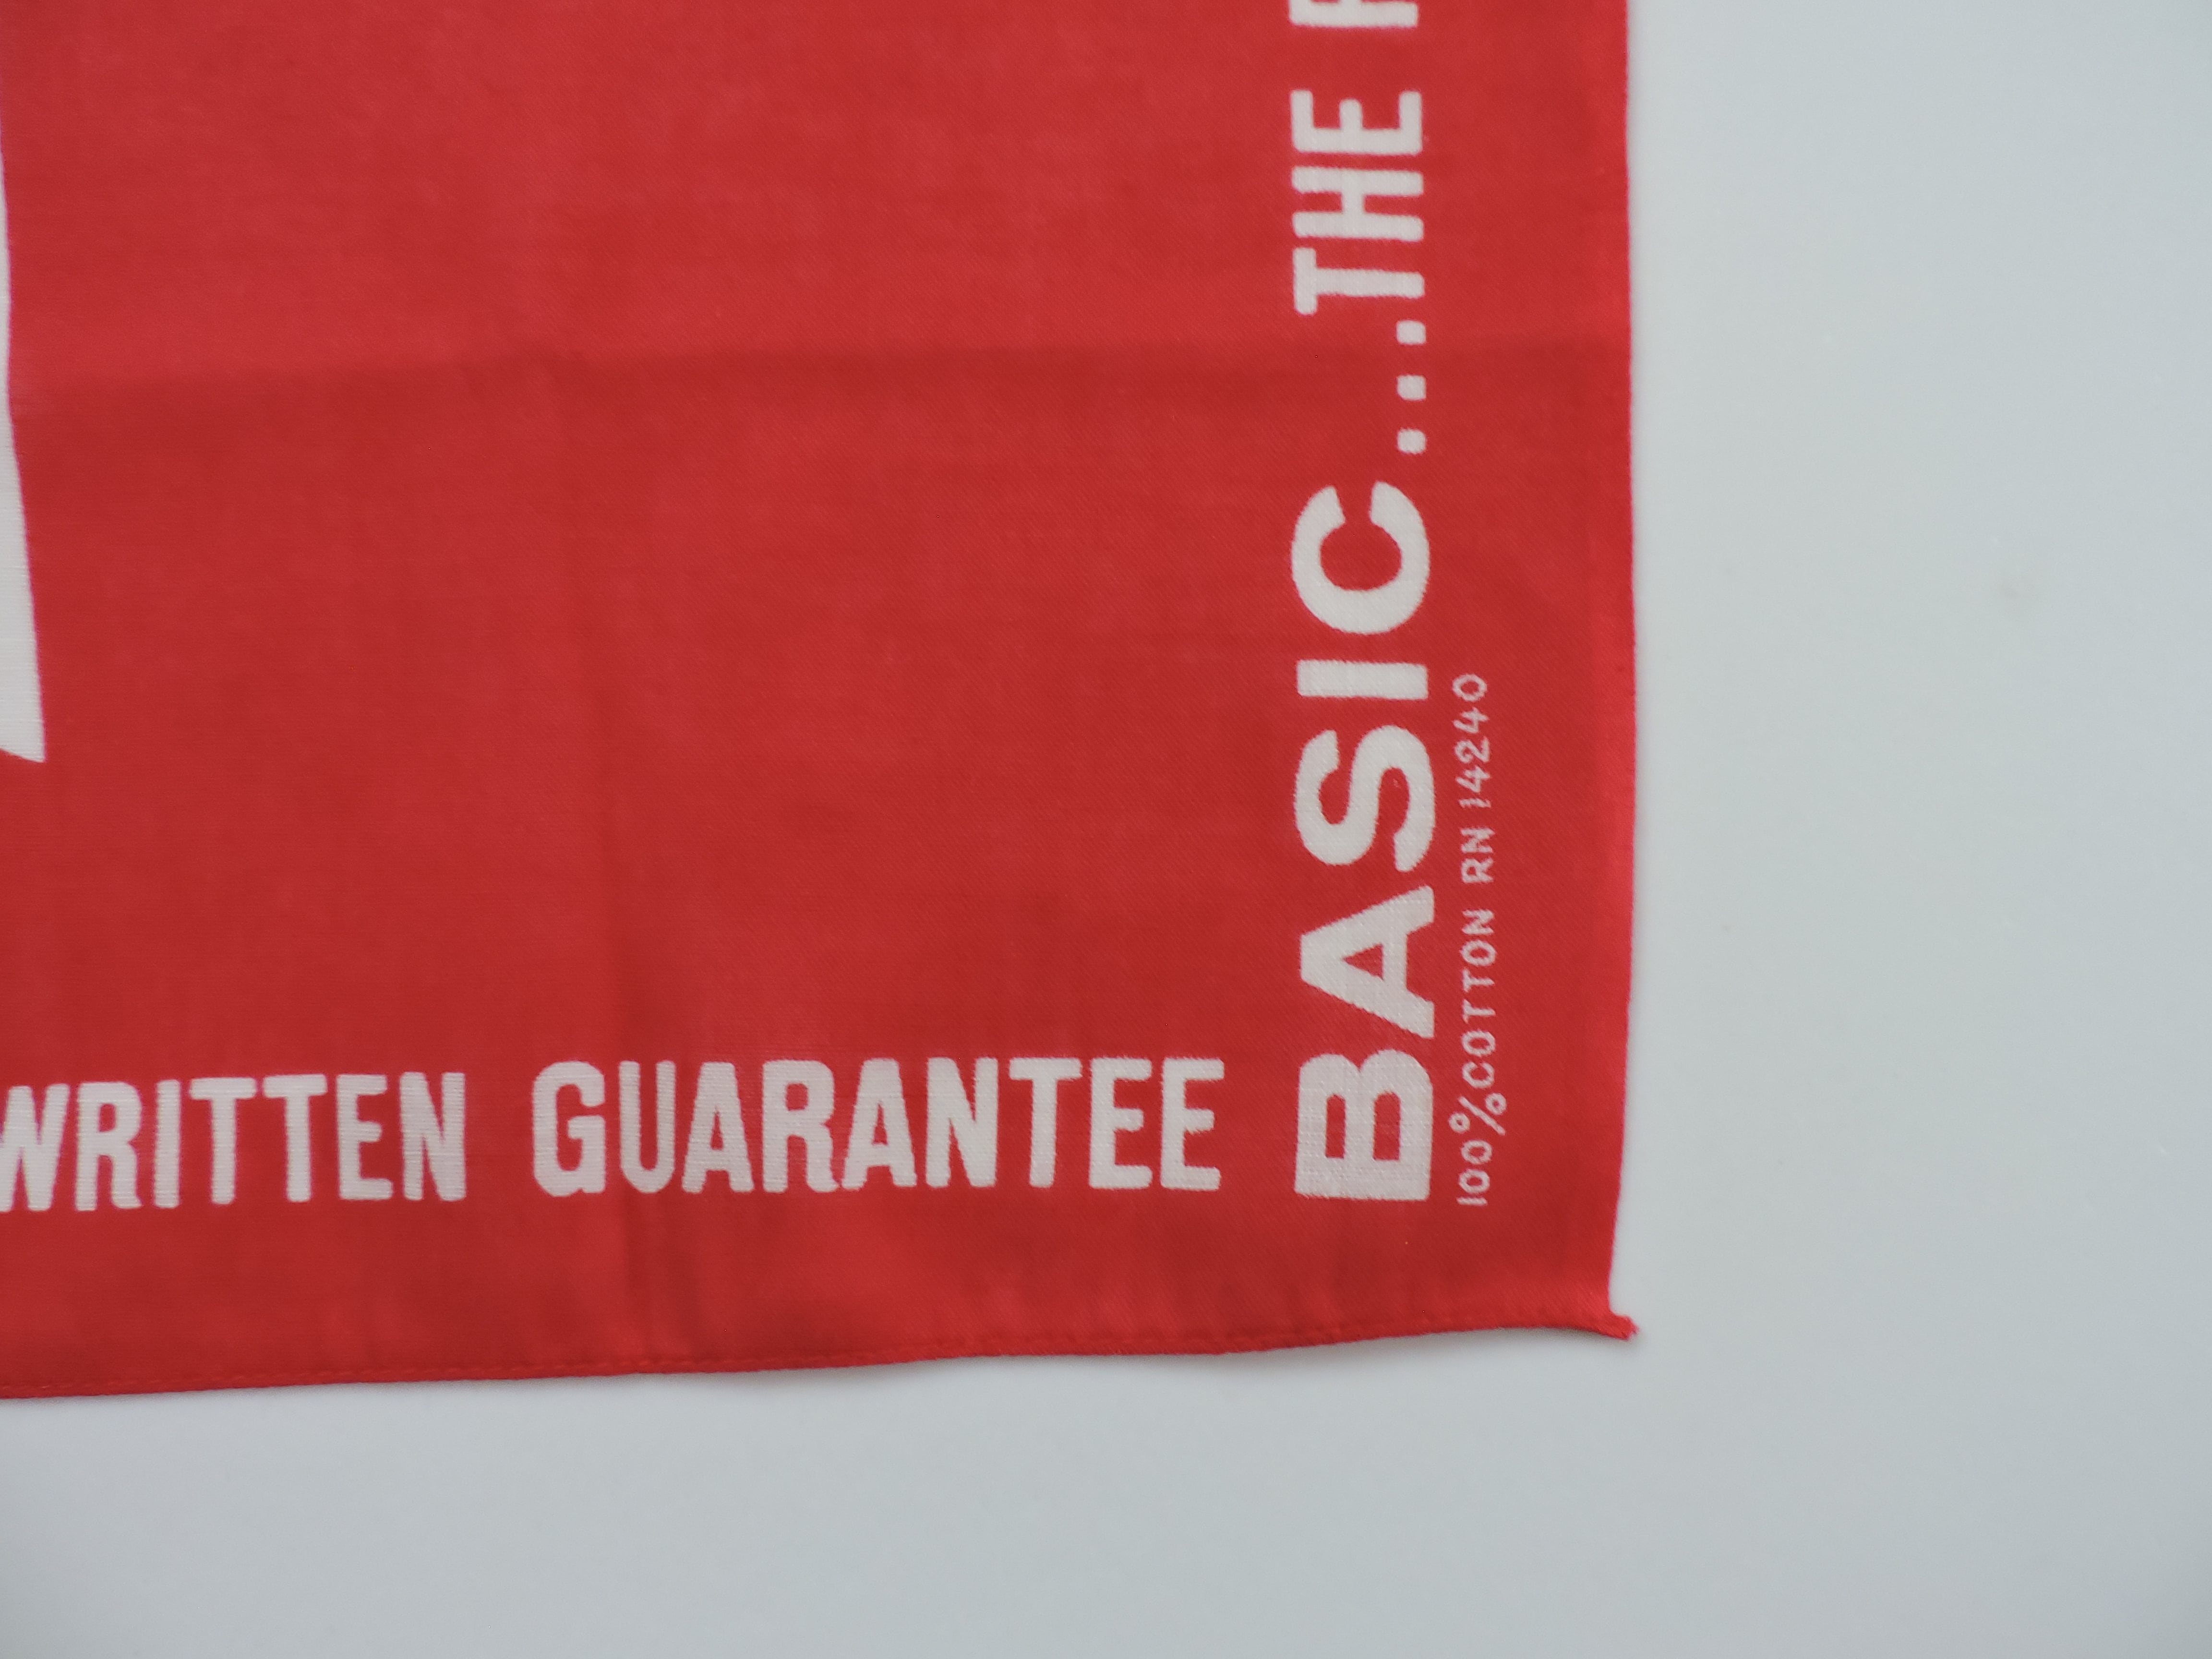 WRITTEN GUARANTEE
BASIC...THE
100% COTTON RN 14240